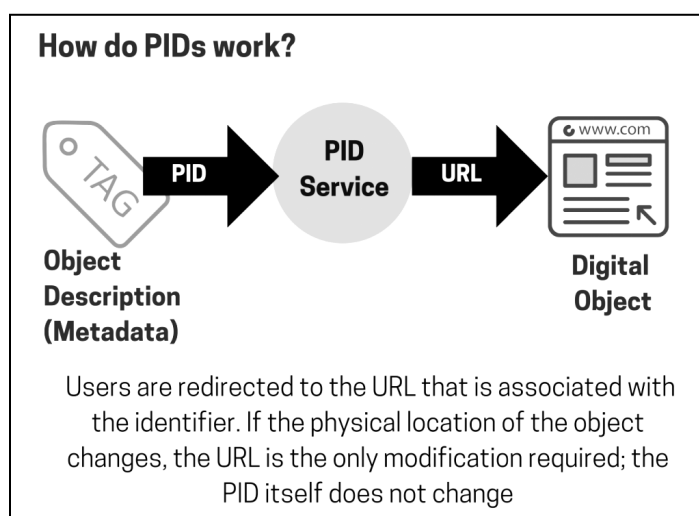 How do PIDs work?
TAG
PID
PID
Service
URL
www.com
Object
Description
(Metadata)
Digital
Object
Users are redirected to the URL that is associated with
the identifier. If the physical location of the object
changes, the URL is the only modification required; the
PID itself does not change